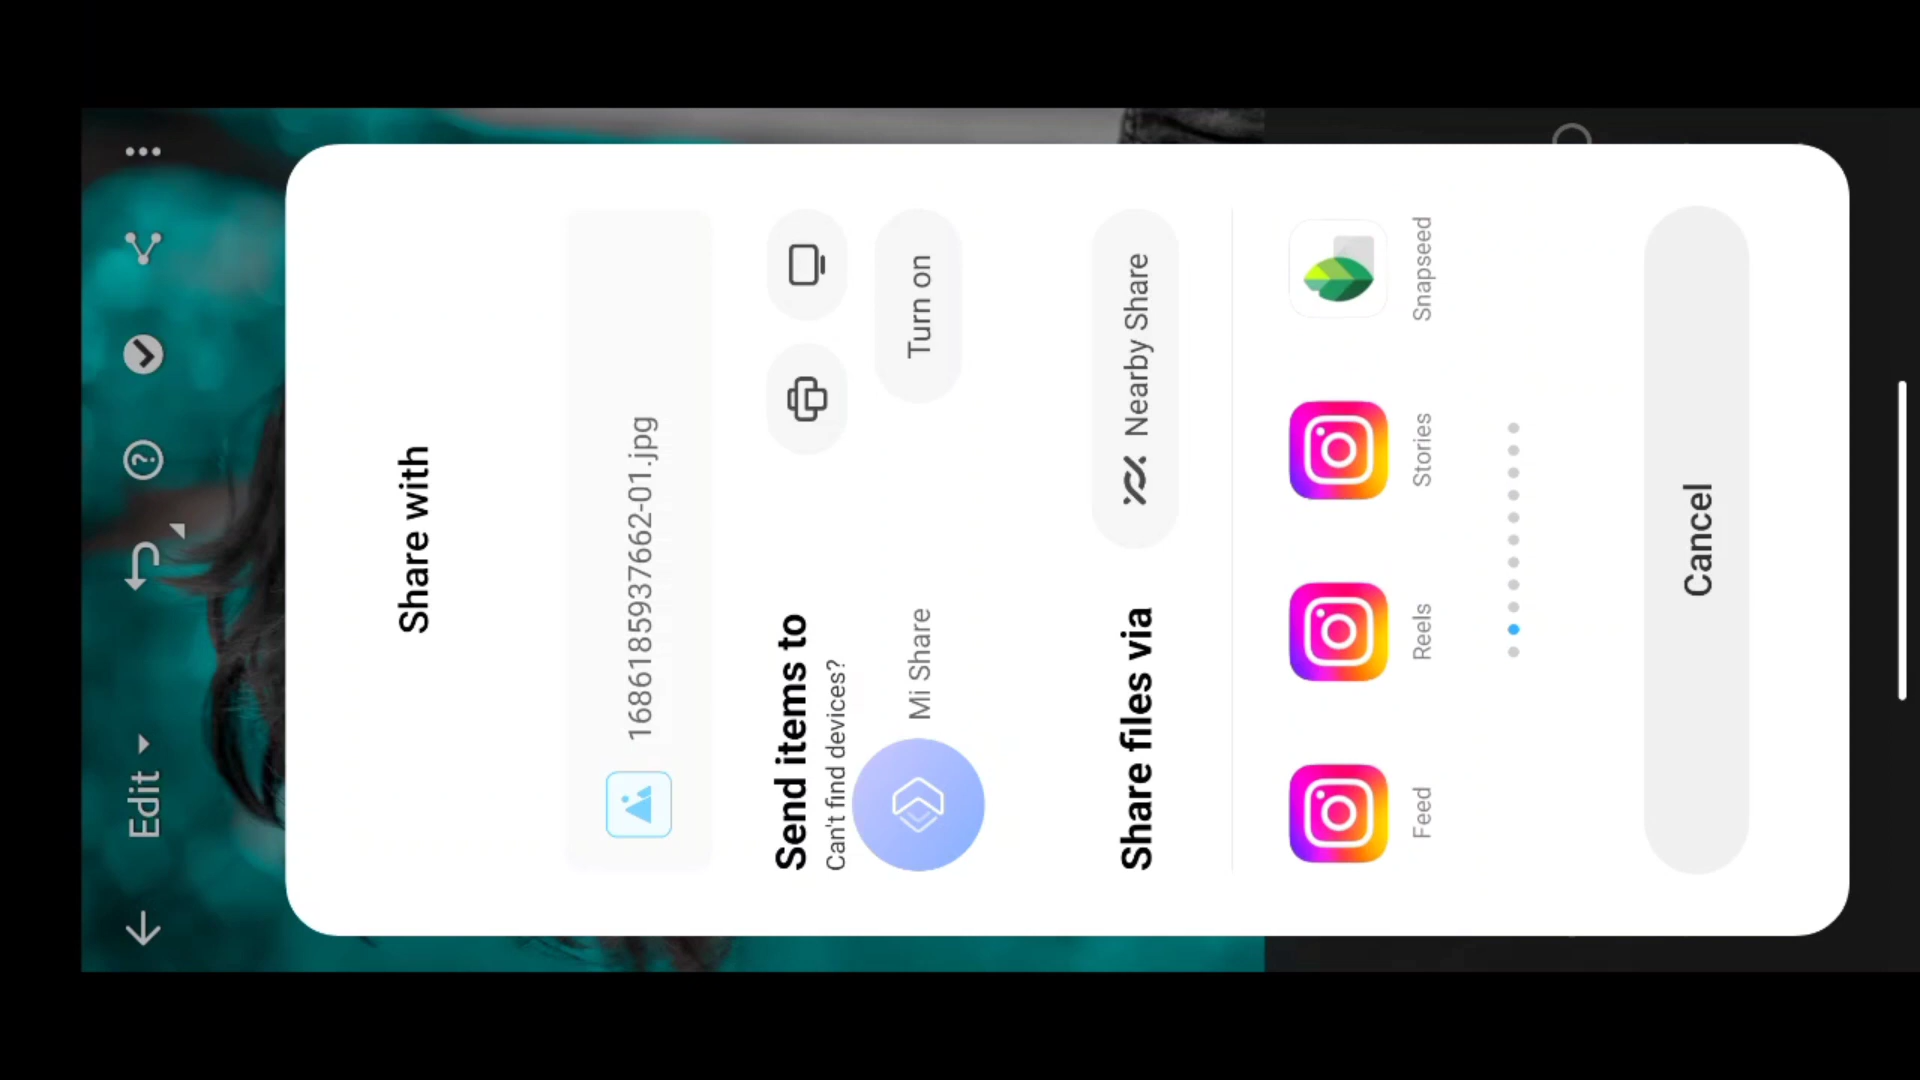 Edit
Share with
1686185937662-01.jpg
Send items to
Can't find devices?
Mi Share
Turn on
Share files via
Nearby Share
Feed
Reels
Stories
Snapseed
Cancel